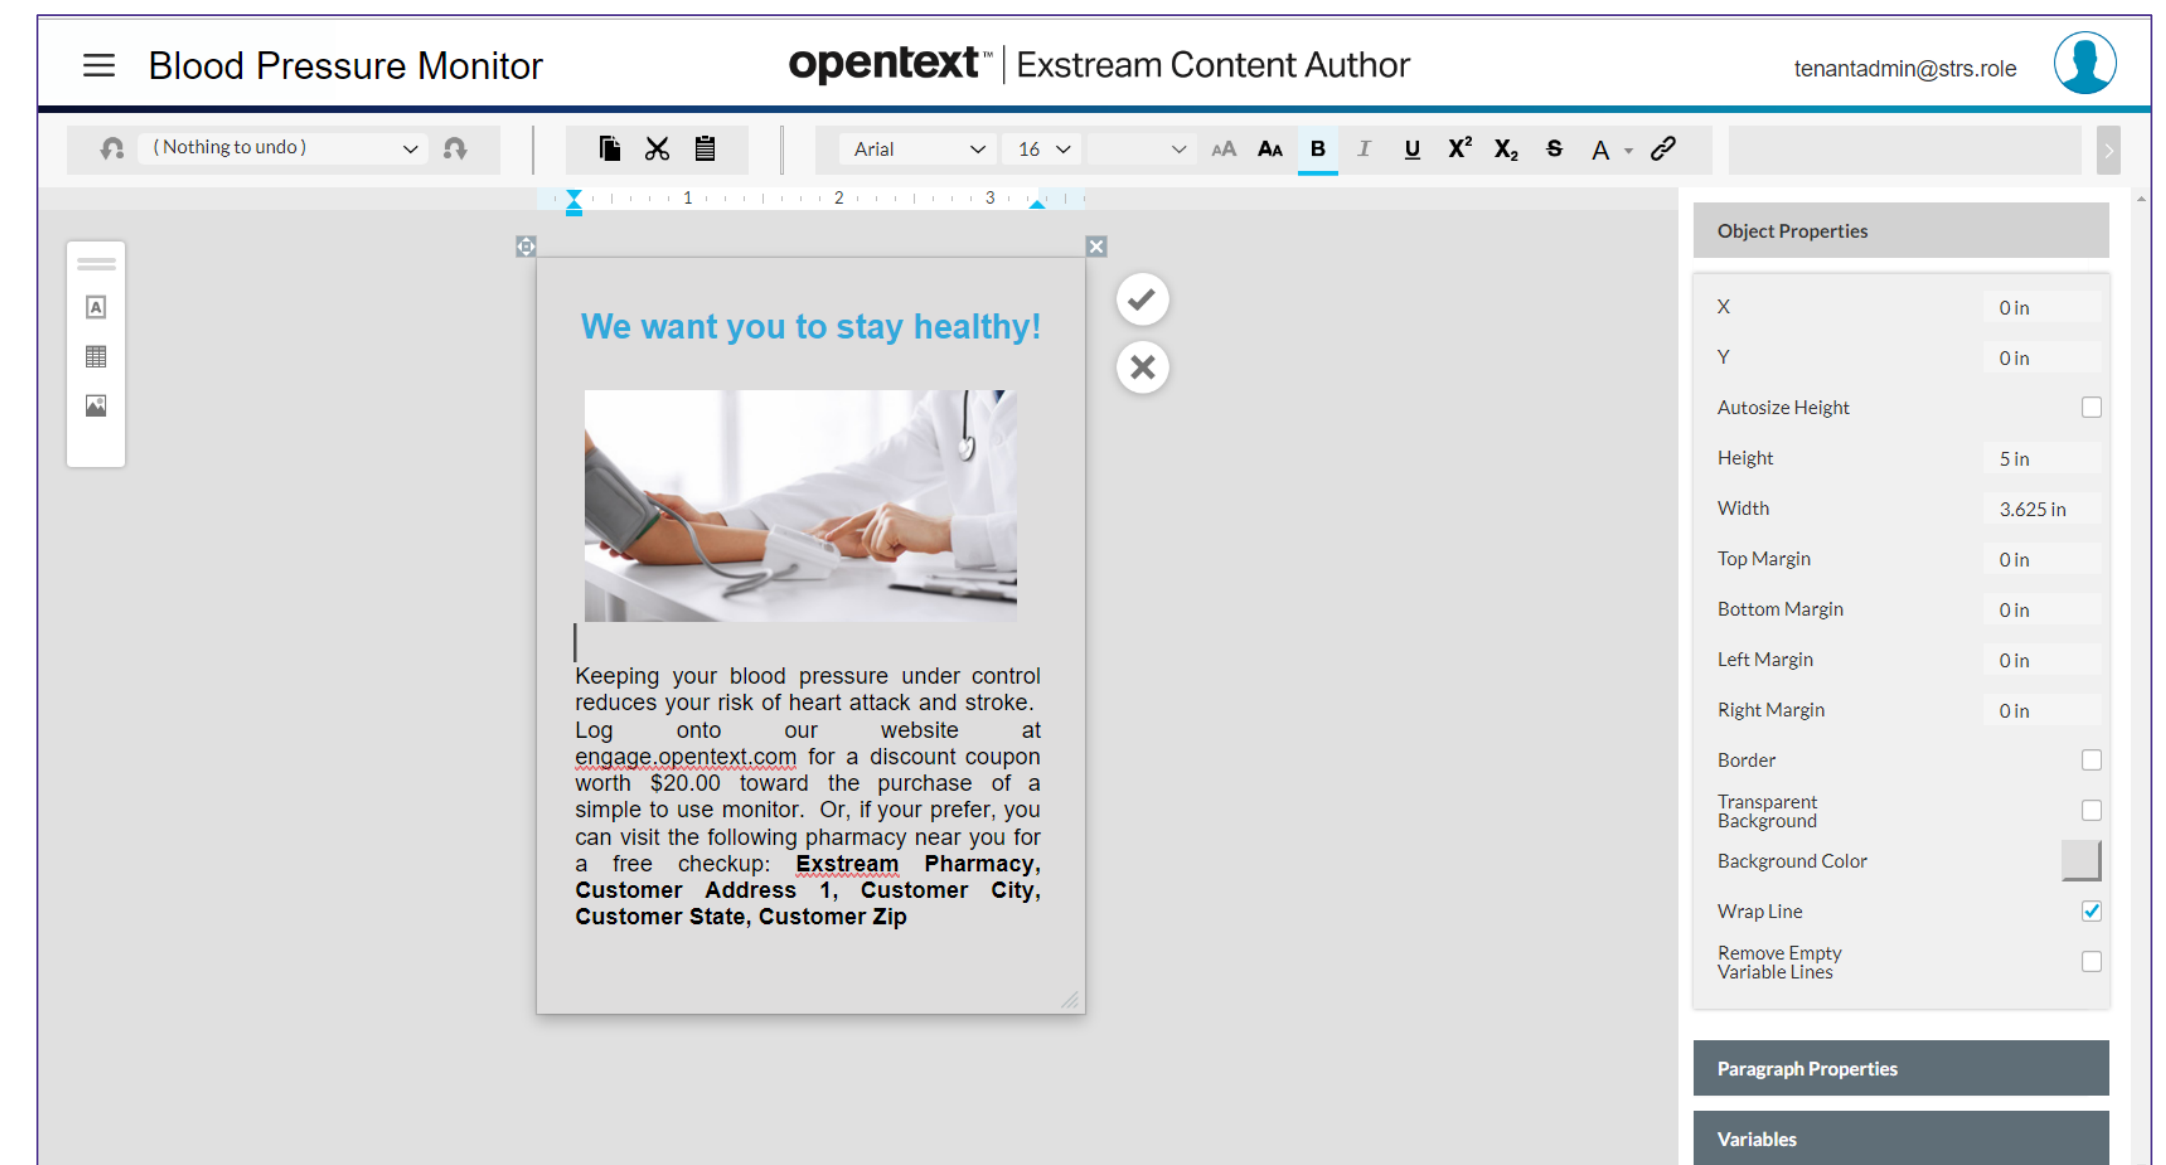 Blood Pressure Monitor
opentext™ | Exstream Content Author
tenantadmin@strs.role
( Nothing to undo )
Arial
16
AA
AA
B
I
U
X²
X₂
S
A
1 2 3
A
We want you to stay healthy!
Keeping your blood pressure under control
reduces your risk of heart attack and stroke.
Log onto our website at
engage.opentext.com for a discount coupon
worth $20.00 toward the purchase of a
simple to use monitor. Or, if your prefer, you
can visit the following pharmacy near you for
a free checkup: Exstream Pharmacy,
Customer Address 1, Customer City,
Customer State, Customer Zip
Object Properties
X 0 in
Y 0 in
Autosize Height
Height 5 in
Width 3.625 in
Top Margin 0 in
Bottom Margin 0 in
Left Margin 0 in
Right Margin 0 in
Border
Transparent
Background
Background Color
Wrap Line
Remove Empty
Variable Lines
Paragraph Properties
Variables